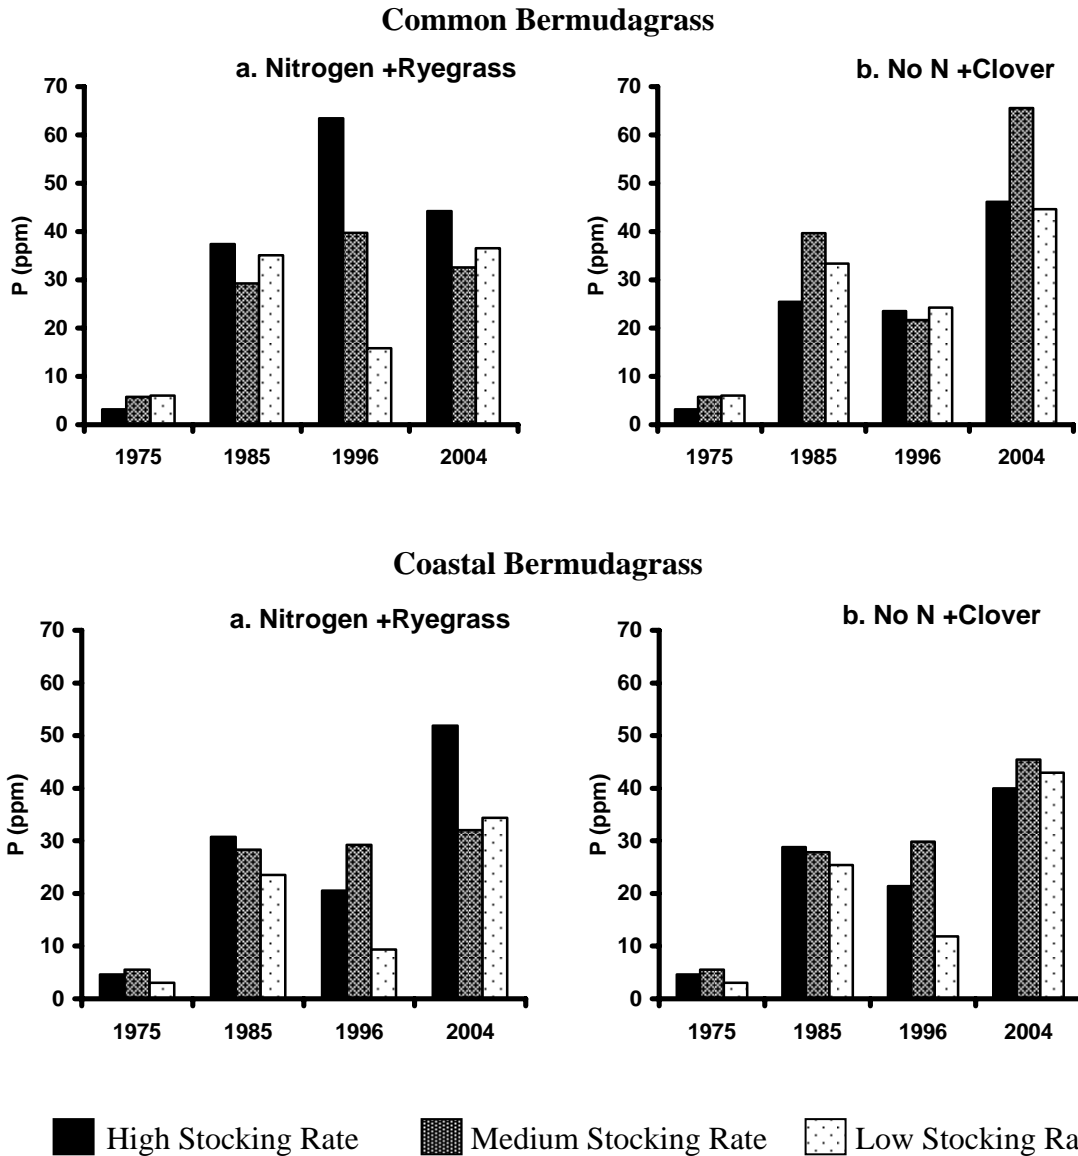 Common Bermudagrass
a. Nitrogen +Ryegrass
b. No N +Clover
70
60
50
40
30
20
10
0
P (ppm)
1975 1985 1996 2004
70
60
50
40
30
20
10
0
P (ppm)
1975 1985 1996 2004
Coastal Bermudagrass
a. Nitrogen +Ryegrass
b. No N +Clover
70
60
50
40
30
20
10
0
P (ppm)
1975 1985 1996 2004
70
60
50
40
30
20
10
0
P (ppm)
1975 1985 1996 2004
High Stocking Rate Medium Stocking Rate Low Stocking Ra